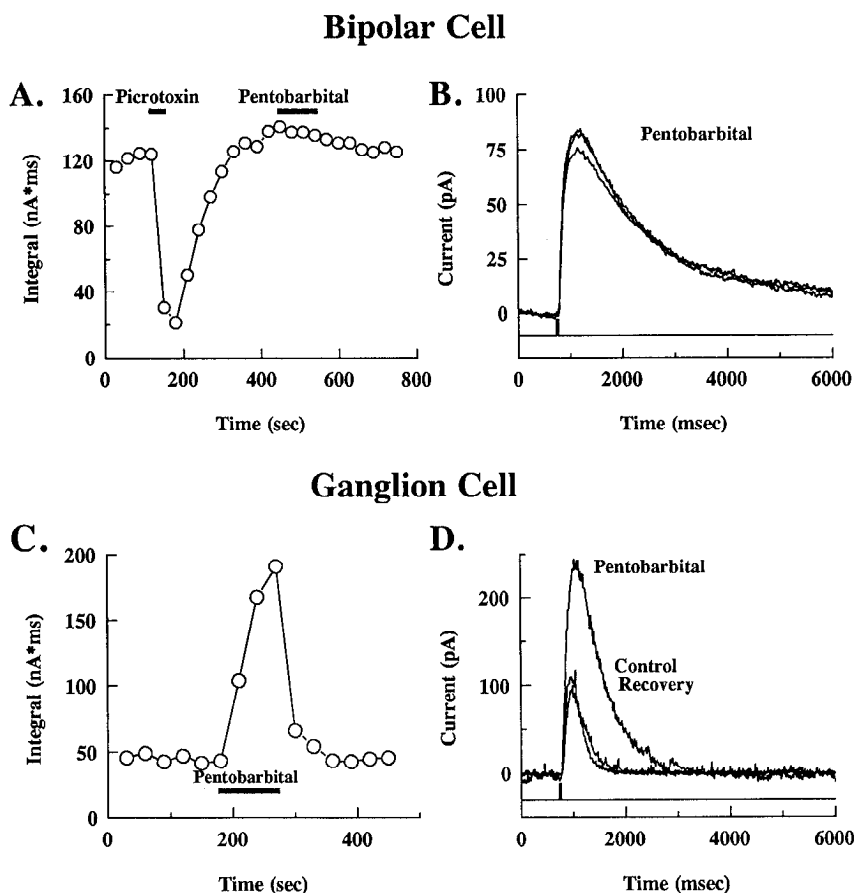 Bipolar Cell
A.
Picrotoxin
Pentobarbital
Integral (nA*ms)
160
120
80
40
0
0
200
400
600
800
Time (sec)
B.
Pentobarbital
Current (pA)
100
75
50
25
0
0
2000
4000
6000
Time (msec)
Ganglion Cell
C.
Integral (nA*ms)
200
150
100
50
0
Pentobarbital
0
200
400
Time (sec)
D.
Pentobarbital
Control
Recovery
Current (pA)
200
100
0
0
2000
4000
6000
Time (msec)